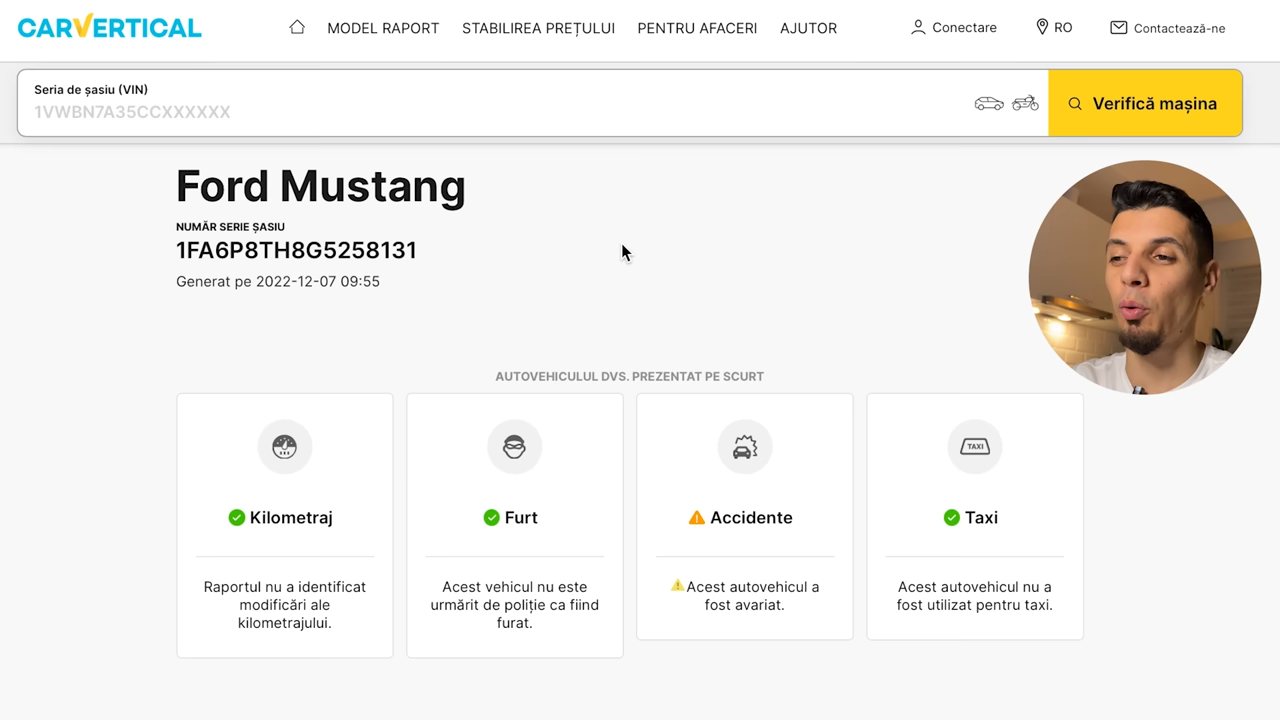 CARVERTICAL
MODEL RAPORT
STABILIREA PREȚULUI
PENTRU AFACERI
AJUTOR
Conectare
RO
Contactează-ne
Seria de șasiu (VIN)
1VWBN7A35CCXXXXXX
Verifică mașina
Ford Mustang
NUMĂR SERIE ȘASIU
1FA6P8TH8G5258131
Generat pe 2022-12-07 09:55
AUTOVEHICULUL DVS. PREZENTAT PE SCURT
Kilometraj
Raportul nu a identificat
modificări ale
kilometrajului.
Furt
Acest vehicul nu este
urmărit de poliție ca fiind
furat.
Accidente
Acest autovehicul a
fost avariat.
TAXI
Taxi
Acest autovehicul nu a
fost utilizat pentru taxi.